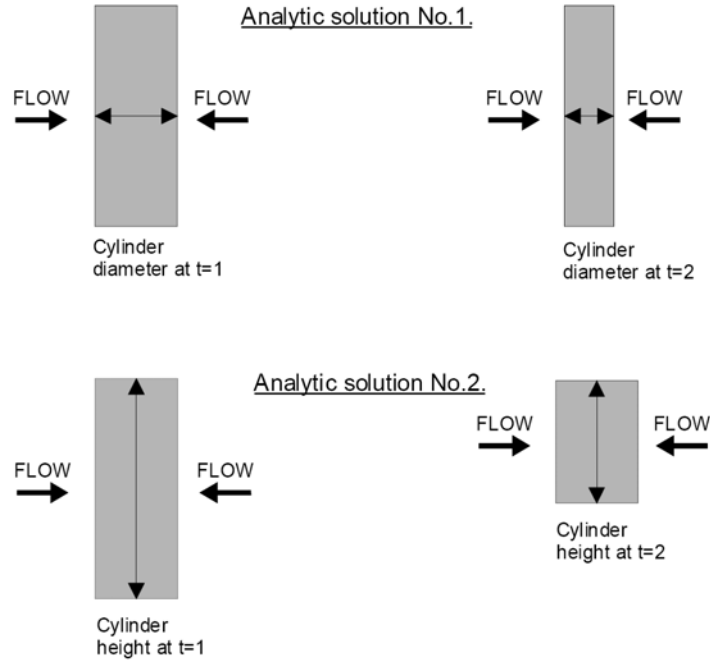 Analytic solution No.1.
FLOW
FLOW
FLOW
FLOW
Cylinder
diameter at t=1
Cylinder
diameter at t=2
Analytic solution No.2.
FLOW
FLOW
FLOW
FLOW
Cylinder
height at t=2
Cylinder
height at t=1